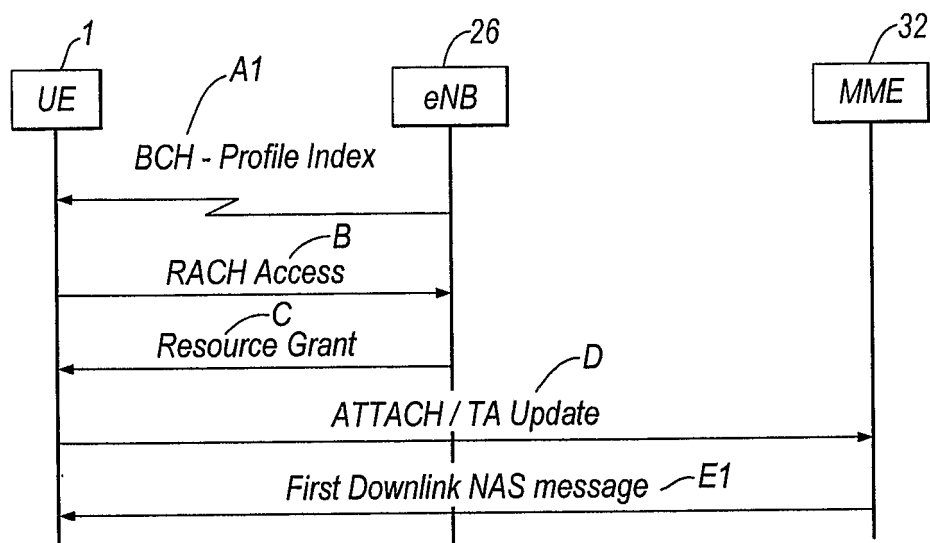 1
26
32
UE
eNB
MME
A1
BCH - Profile Index
B
RACH Access
C
Resource Grant
D
ATTACH / TA Update
First Downlink NAS message
E1